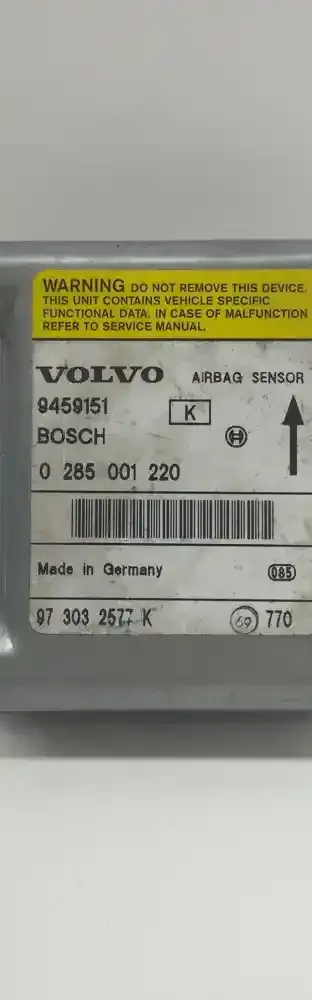 WARNING DO NOT REMOVE THIS DEVICE.
THIS UNIT CONTAINS VEHICLE SPECIFIC
FUNCTIONAL DATA. IN CASE OF MALFUNCTION
REFER TO SERVICE MANUAL.
VOLVO AIRBAG SENSOR
9459151 K
BOSCH
0 285 001 220
Made in Germany 085
97 303 2577 K 69 770